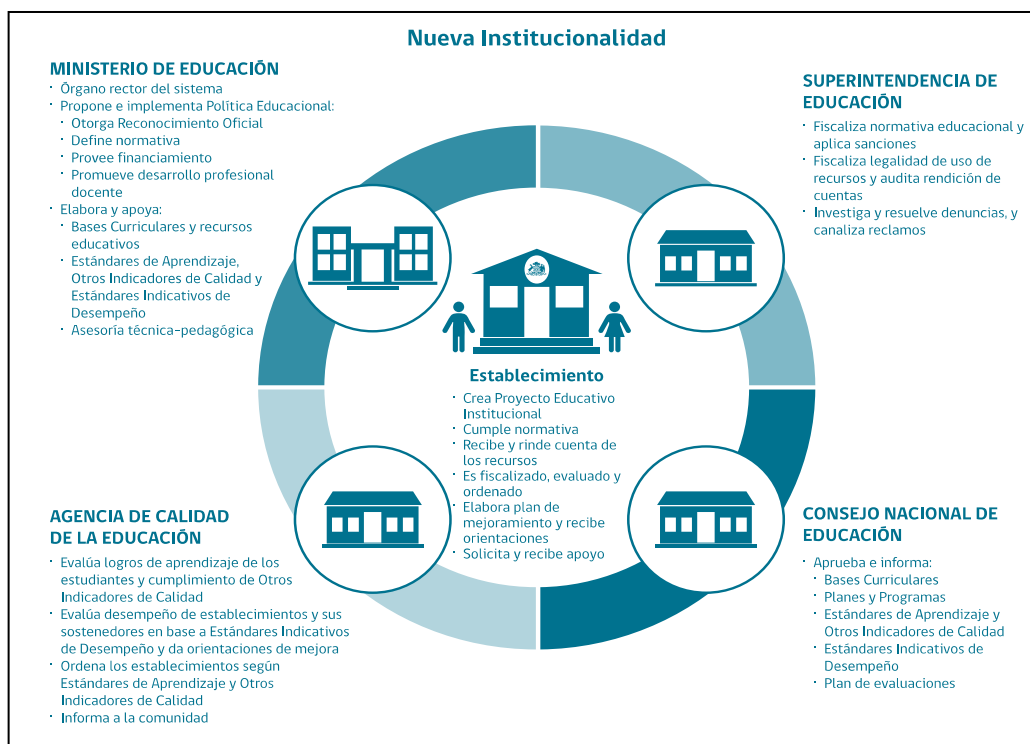 Nueva Institucionalidad
MINISTERIO DE EDUCACIÓN
· Órgano rector del sistema
· Propone e implementa Política Educacional:
· Otorga Reconocimiento Oficial
· Define normativa
· Provee financiamiento
· Promueve desarrollo profesional
docente
· Elabora y apoya:
· Bases Curriculares y recursos
educativos
· Estándares de Aprendizaje,
Otros Indicadores de Calidad y
Estándares Indicativos de
Desempeño
· Asesoría técnica-pedagógica
SUPERINTENDENCIA DE
EDUCACIÓN
· Fiscaliza normativa educacional y
aplica sanciones
· Fiscaliza legalidad de uso de
recursos y audita rendición de
cuentas
· Investiga y resuelve denuncias, y
canaliza reclamos
Establecimiento
· Crea Proyecto Educativo
Institucional
· Cumple normativa
· Recibe y rinde cuenta de
los recursos
· Es fiscalizado, evaluado y
ordenado
· Elabora plan de
mejoramiento y recibe
orientaciones
· Solicita y recibe apoyo
AGENCIA DE CALIDAD
DE LA EDUCACIÓN
· Evalúa logros de aprendizaje de los
estudiantes y cumplimiento de Otros
Indicadores de Calidad
· Evalúa desempeño de establecimientos y sus
sostenedores en base a Estándares Indicativos
de Desempeño y da orientaciones de mejora
· Ordena los establecimientos según
Estándares de Aprendizaje y Otros
Indicadores de Calidad
· Informa a la comunidad
CONSEJO NACIONAL DE
EDUCACIÓN
· Aprueba e informa:
· Bases Curriculares
· Planes y Programas
· Estándares de Aprendizaje y
Otros Indicadores de Calidad
· Estándares Indicativos de
Desempeño
· Plan de evaluaciones